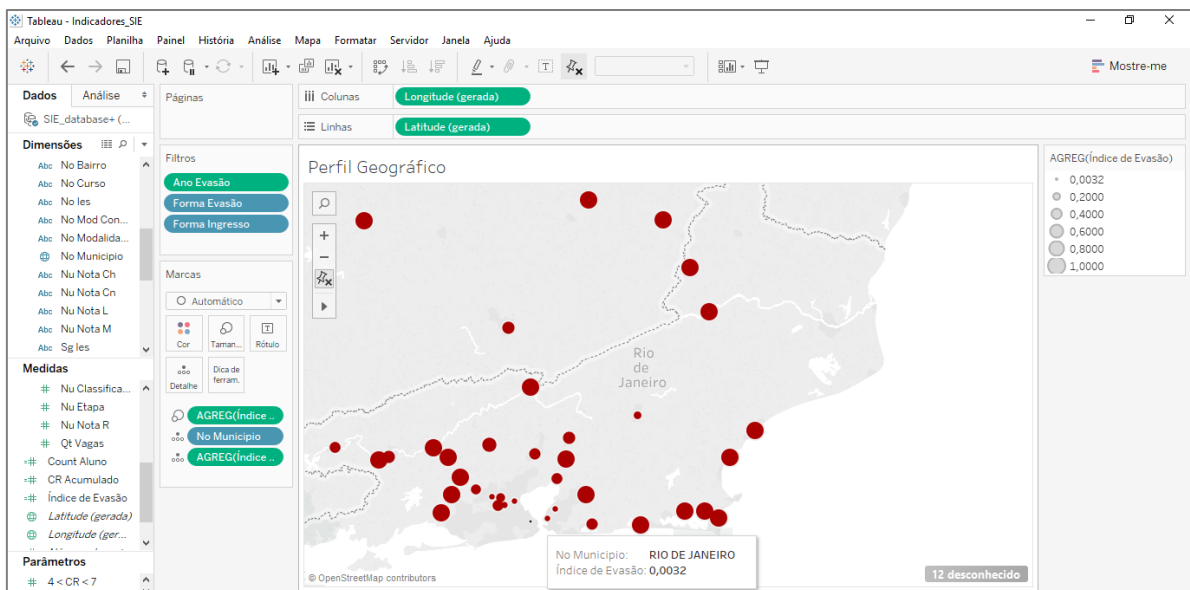 Tableau - Indicadores_SIE
Arquivo Dados Planilha Painel História Análise Mapa Formatar Servidor Janela Ajuda
Mostre-me
Dados Análise
SIE_database+ (...
Dimensões
Abc No Bairro
Abc No Curso
Abc No Ies
Abc No Mod Con...
Abc No Modalida...
No Municipio
Abc Nu Nota Ch
Abc Nu Nota Cn
Abc Nu Nota L
Abc Nu Nota M
Abc Sg Ies
Medidas
# Nu Classifica...
# Nu Etapa
# Nu Nota R
# Qt Vagas
=# Count Aluno
=# CR Acumulado
=# Índice de Evasão
Latitude (gerada)
Longitude (ger...
Parâmetros
# 4 < CR < 7
Páginas
Filtros
Ano Evasão
Forma Evasão
Forma Ingresso
Marcas
Automático
Cor Taman... Rótulo
Detalhe Dica de ferram.
AGREG(Índice ..
No Municipio
AGREG(Índice ..
Colunas Longitude (gerada)
Linhas Latitude (gerada)
Perfil Geográfico
Rio
de
Janeiro
No Municipio: RIO DE JANEIRO
Índice de Evasão: 0,0032
© OpenStreetMap contributors
12 desconhecido
AGREG(Índice de Evasão)
0,0032
0,2000
0,4000
0,6000
0,8000
1,0000